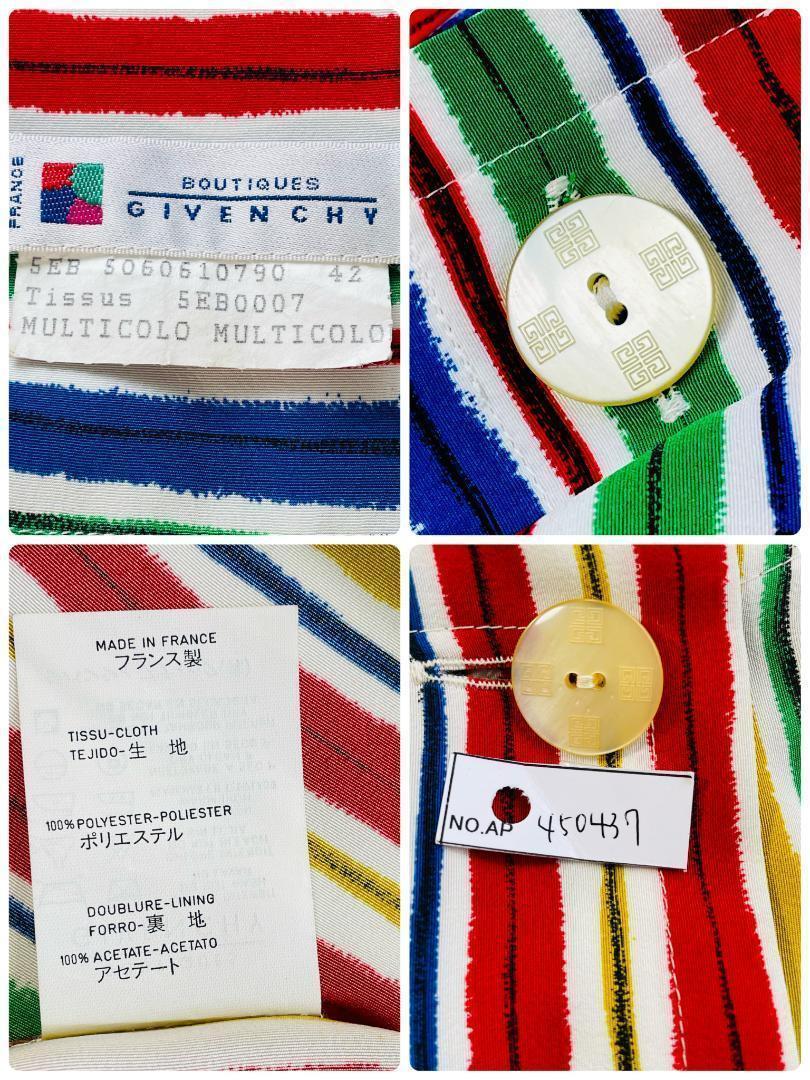 FRANCE
BOUTIQUES
GIVENCHY
5EB 5060610790 42
Tissus 5EB0007
MULTICOLO MULTICOLO
MADE IN FRANCE
フランス製
TISSU-CLOTH
TEJIDO-生 地
100% POLYESTER-POLIESTER
ポリエステル
DOUBLURE-LINING
FORRO-裏 地
100% ACETATE-ACETATO
アセテート
NO.AP 450437